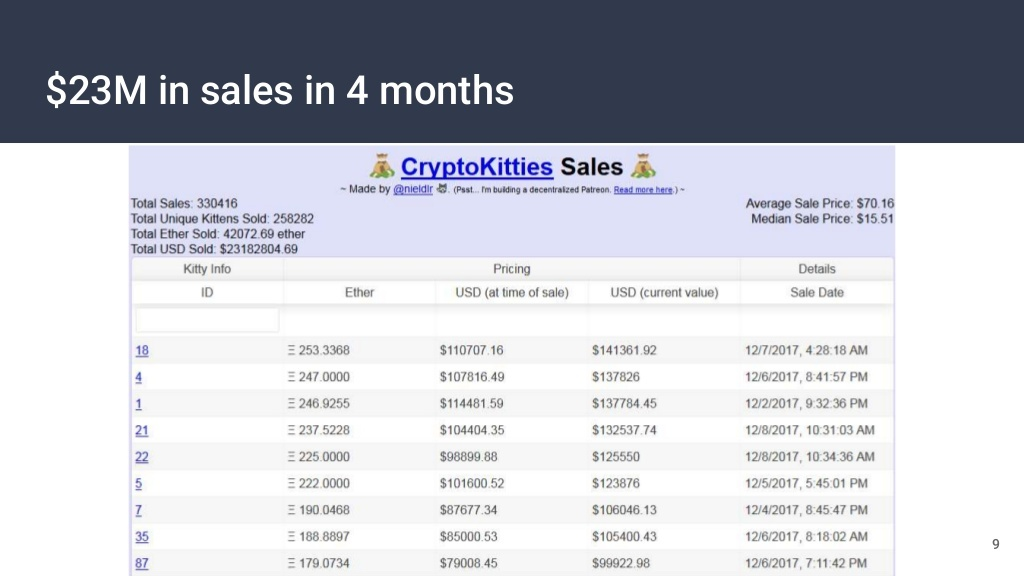 $23M in sales in 4 months
CryptoKitties Sales
~ Made by @nieldlr . (Psst... I'm building a decentralized Patreon. Read more here.) ~
Total Sales: 330416
Total Unique Kittens Sold: 258282
Total Ether Sold: 42072.69 ether
Total USD Sold: $23182804.69
Average Sale Price: $70.16
Median Sale Price: $15.51
Kitty Info Pricing Details
ID Ether USD (at time of sale) USD (current value) Sale Date
18 Ξ 253.3368 $110707.16 $141361.92 12/7/2017, 4:28:18 AM
4 Ξ 247.0000 $107816.49 $137826 12/6/2017, 8:41:57 PM
1 Ξ 246.9255 $114481.59 $137784.45 12/2/2017, 9:32:36 PM
21 Ξ 237.5228 $104404.35 $132537.74 12/8/2017, 10:31:03 AM
22 Ξ 225.0000 $98899.88 $125550 12/8/2017, 10:34:36 AM
5 Ξ 222.0000 $101600.52 $123876 12/5/2017, 5:45:01 PM
7 Ξ 190.0468 $87677.34 $106046.13 12/4/2017, 8:45:47 PM
35 Ξ 188.8897 $85000.53 $105400.43 12/6/2017, 8:18:02 AM
87 Ξ 179.0734 $79008.45 $99922.98 12/6/2017, 7:11:42 PM
9